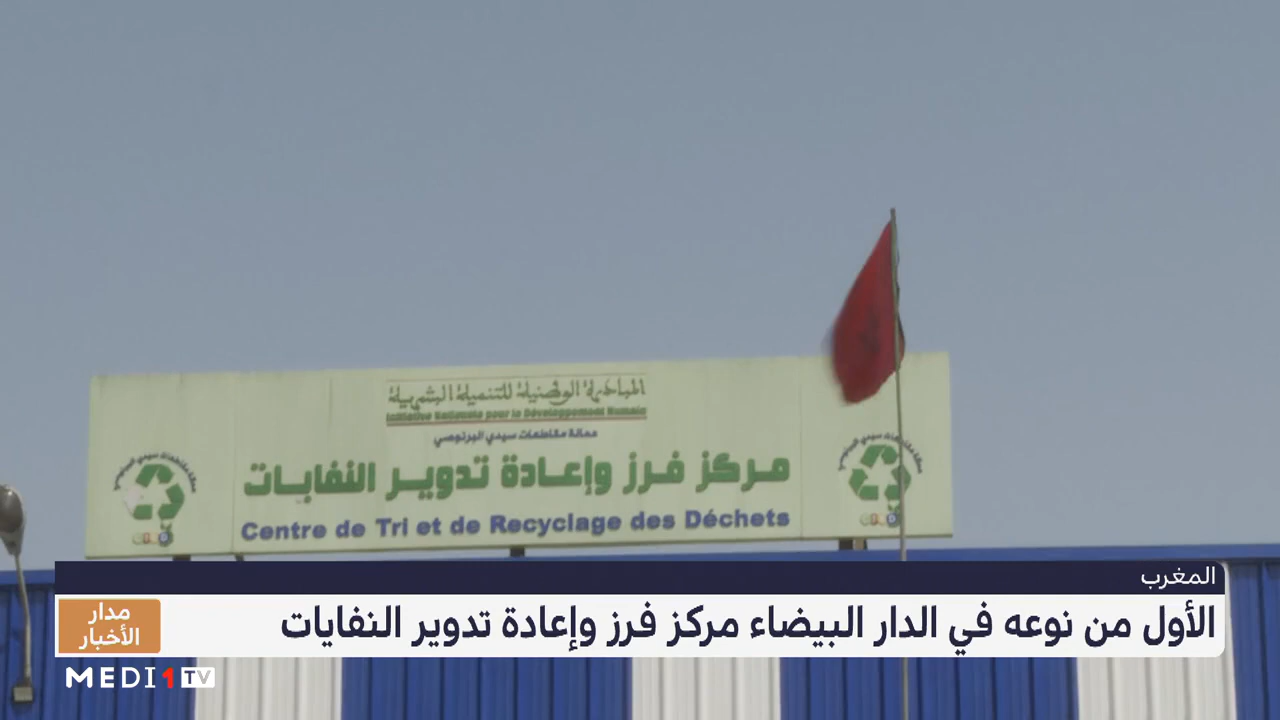 المبادرة الوطنية للتنمية البشرية
Initiative Nationale pour le Développement Humain
عمالة مقاطعات سيدي البرنوصي
مركز فرز وإعادة تدوير النفايات
Centre de Tri et de Recyclage des Déchets
المغرب
الأول من نوعه في الدار البيضاء مركز فرز وإعادة تدوير النفايات
مدار
الأخبار
MEDI1TV